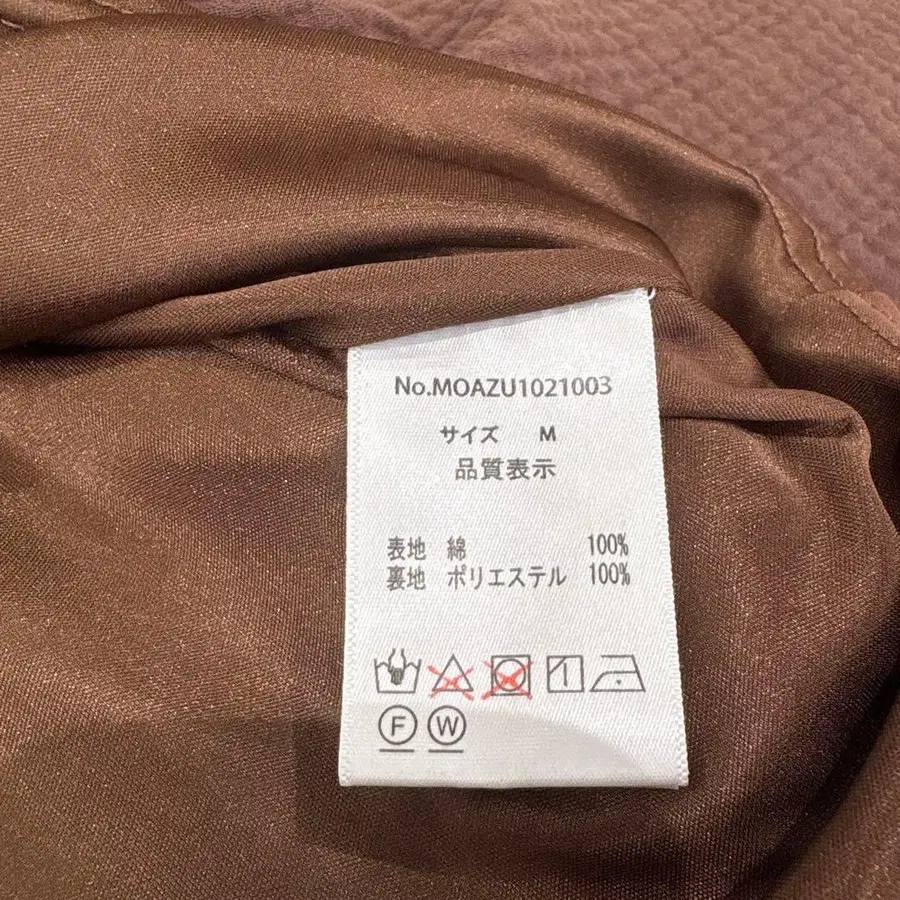 No.MOAZU1021003
サイズ M
品質表示
表地 綿 100%
裏地 ポリエステル 100%
F W